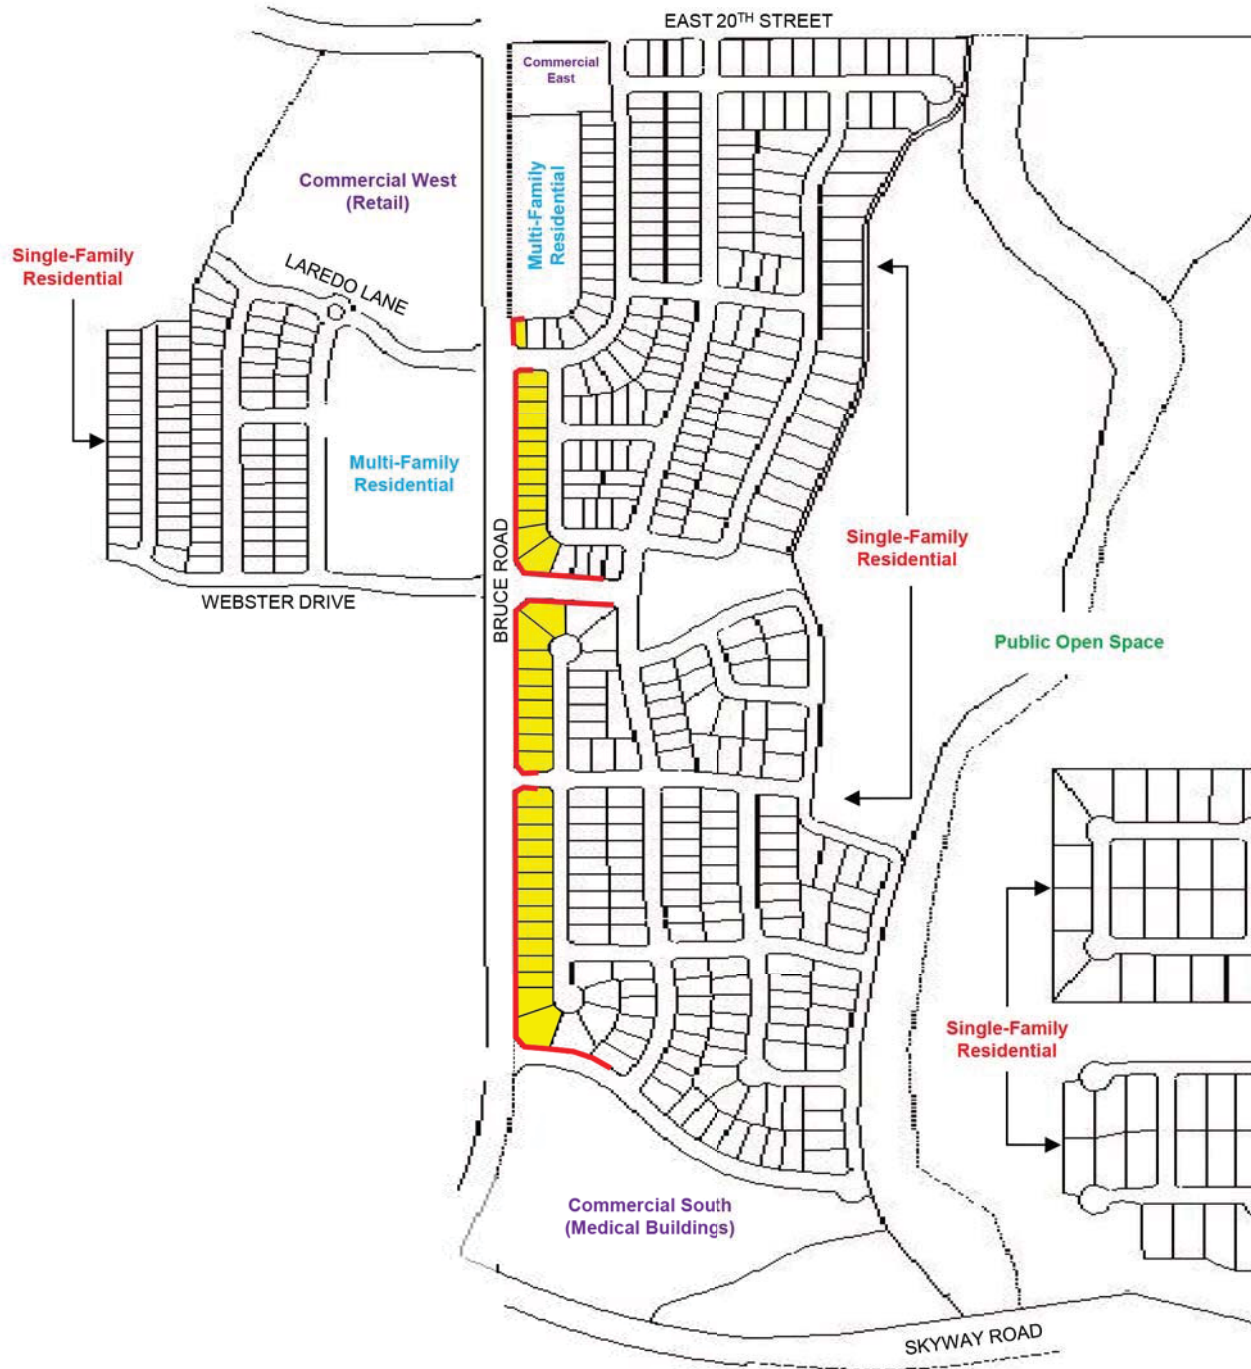 EAST 20TH STREET
Commercial
East
Commercial West
(Retail)
Multi-Family
Residential
Single-Family
Residential
LAREDO LANE
Multi-Family
Residential
BRUCE ROAD
Single-Family
Residential
WEBSTER DRIVE
Public Open Space
Single-Family
Residential
Commercial South
(Medical Buildings)
SKYWAY ROAD